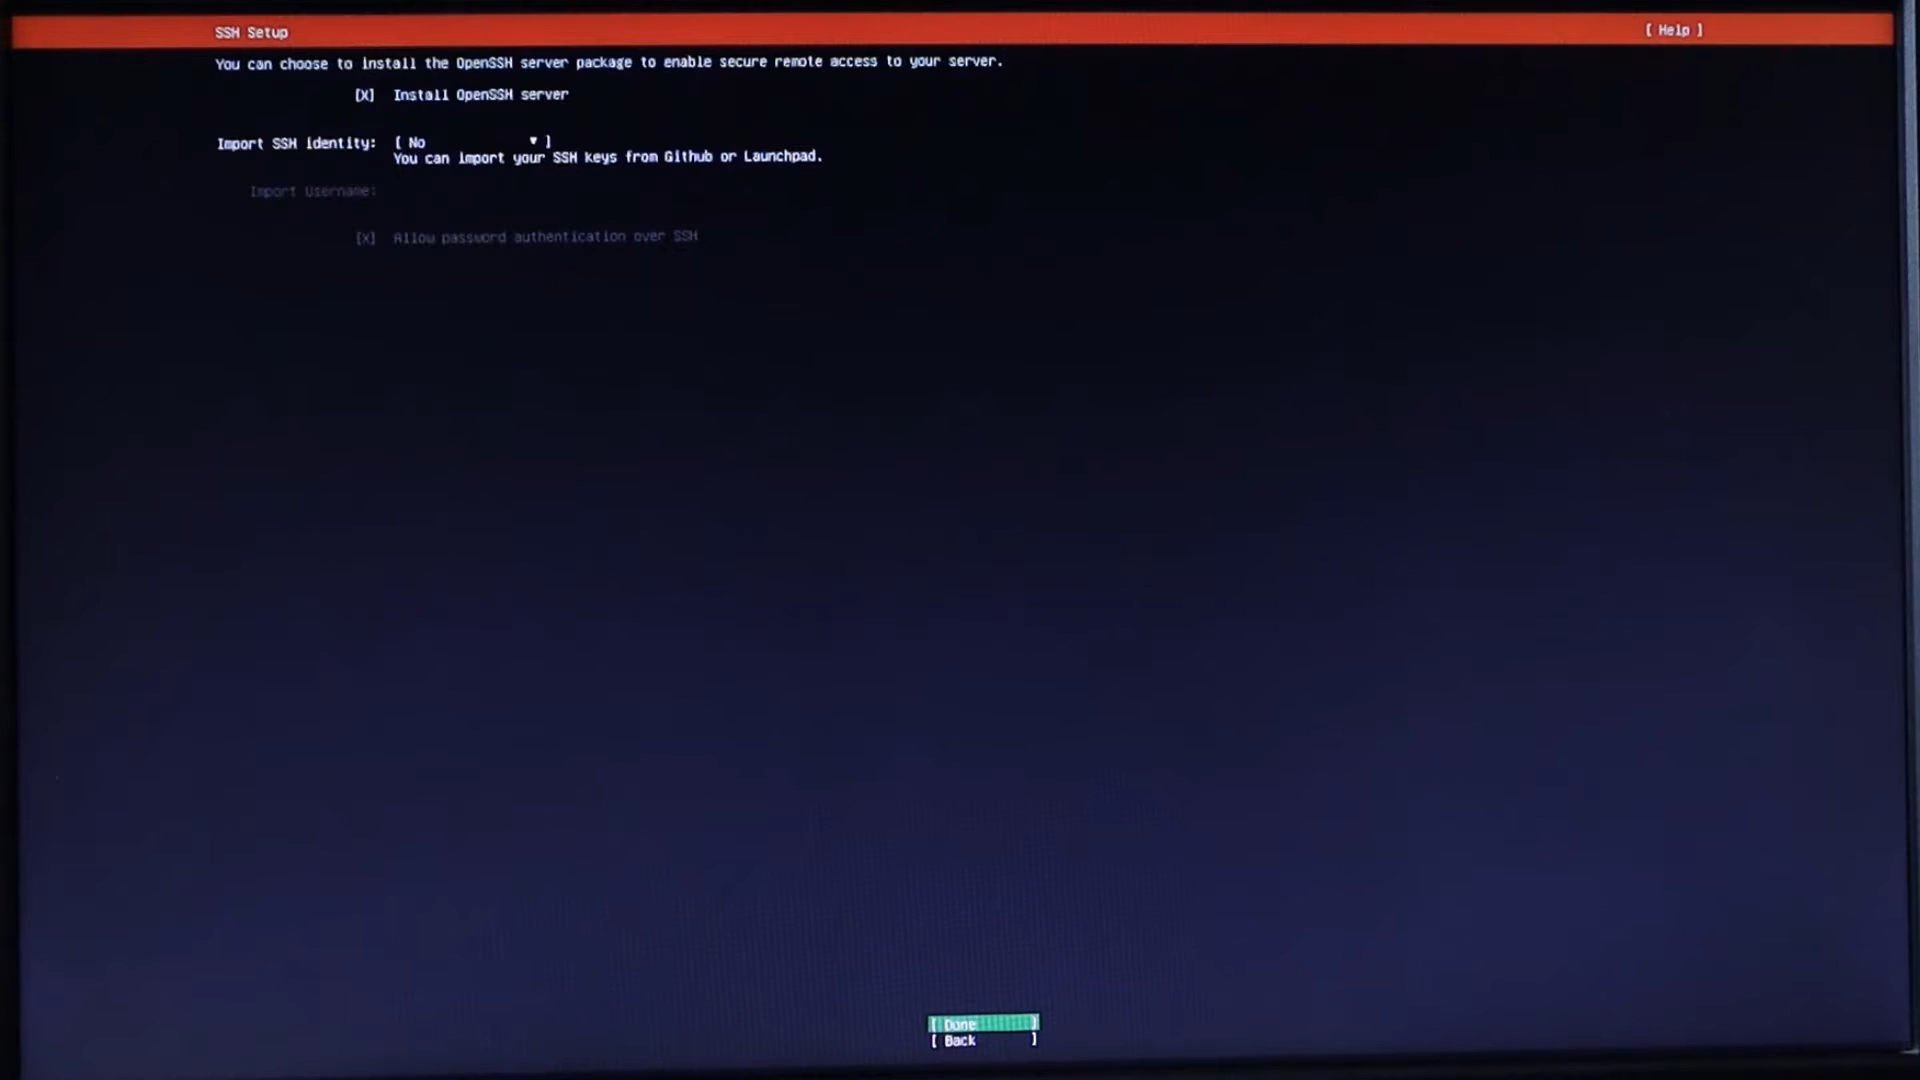 SSH Setup [ Help ]
You can choose to install the OpenSSH server package to enable secure remote access to your server.
[X] Install OpenSSH server
Import SSH identity: [ No ▼ ]
You can import your SSH keys from Github or Launchpad.
Import Username:
[X] Allow password authentication over SSH
[ Done ]
[ Back ]